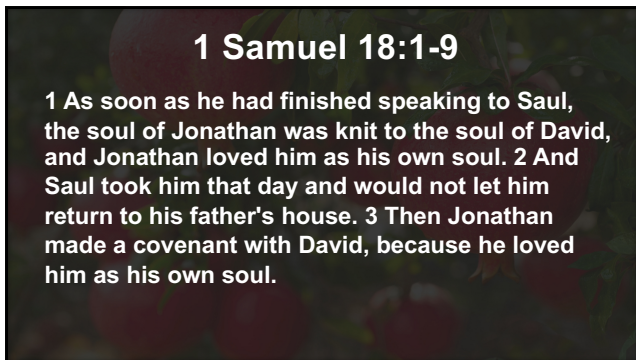 1 Samuel 18:1-9
1 As soon as he had finished speaking to Saul,
the soul of Jonathan was knit to the soul of David,
and Jonathan loved him as his own soul. 2 And
Saul took him that day and would not let him
return to his father's house. 3 Then Jonathan
made a covenant with David, because he loved
him as his own soul.